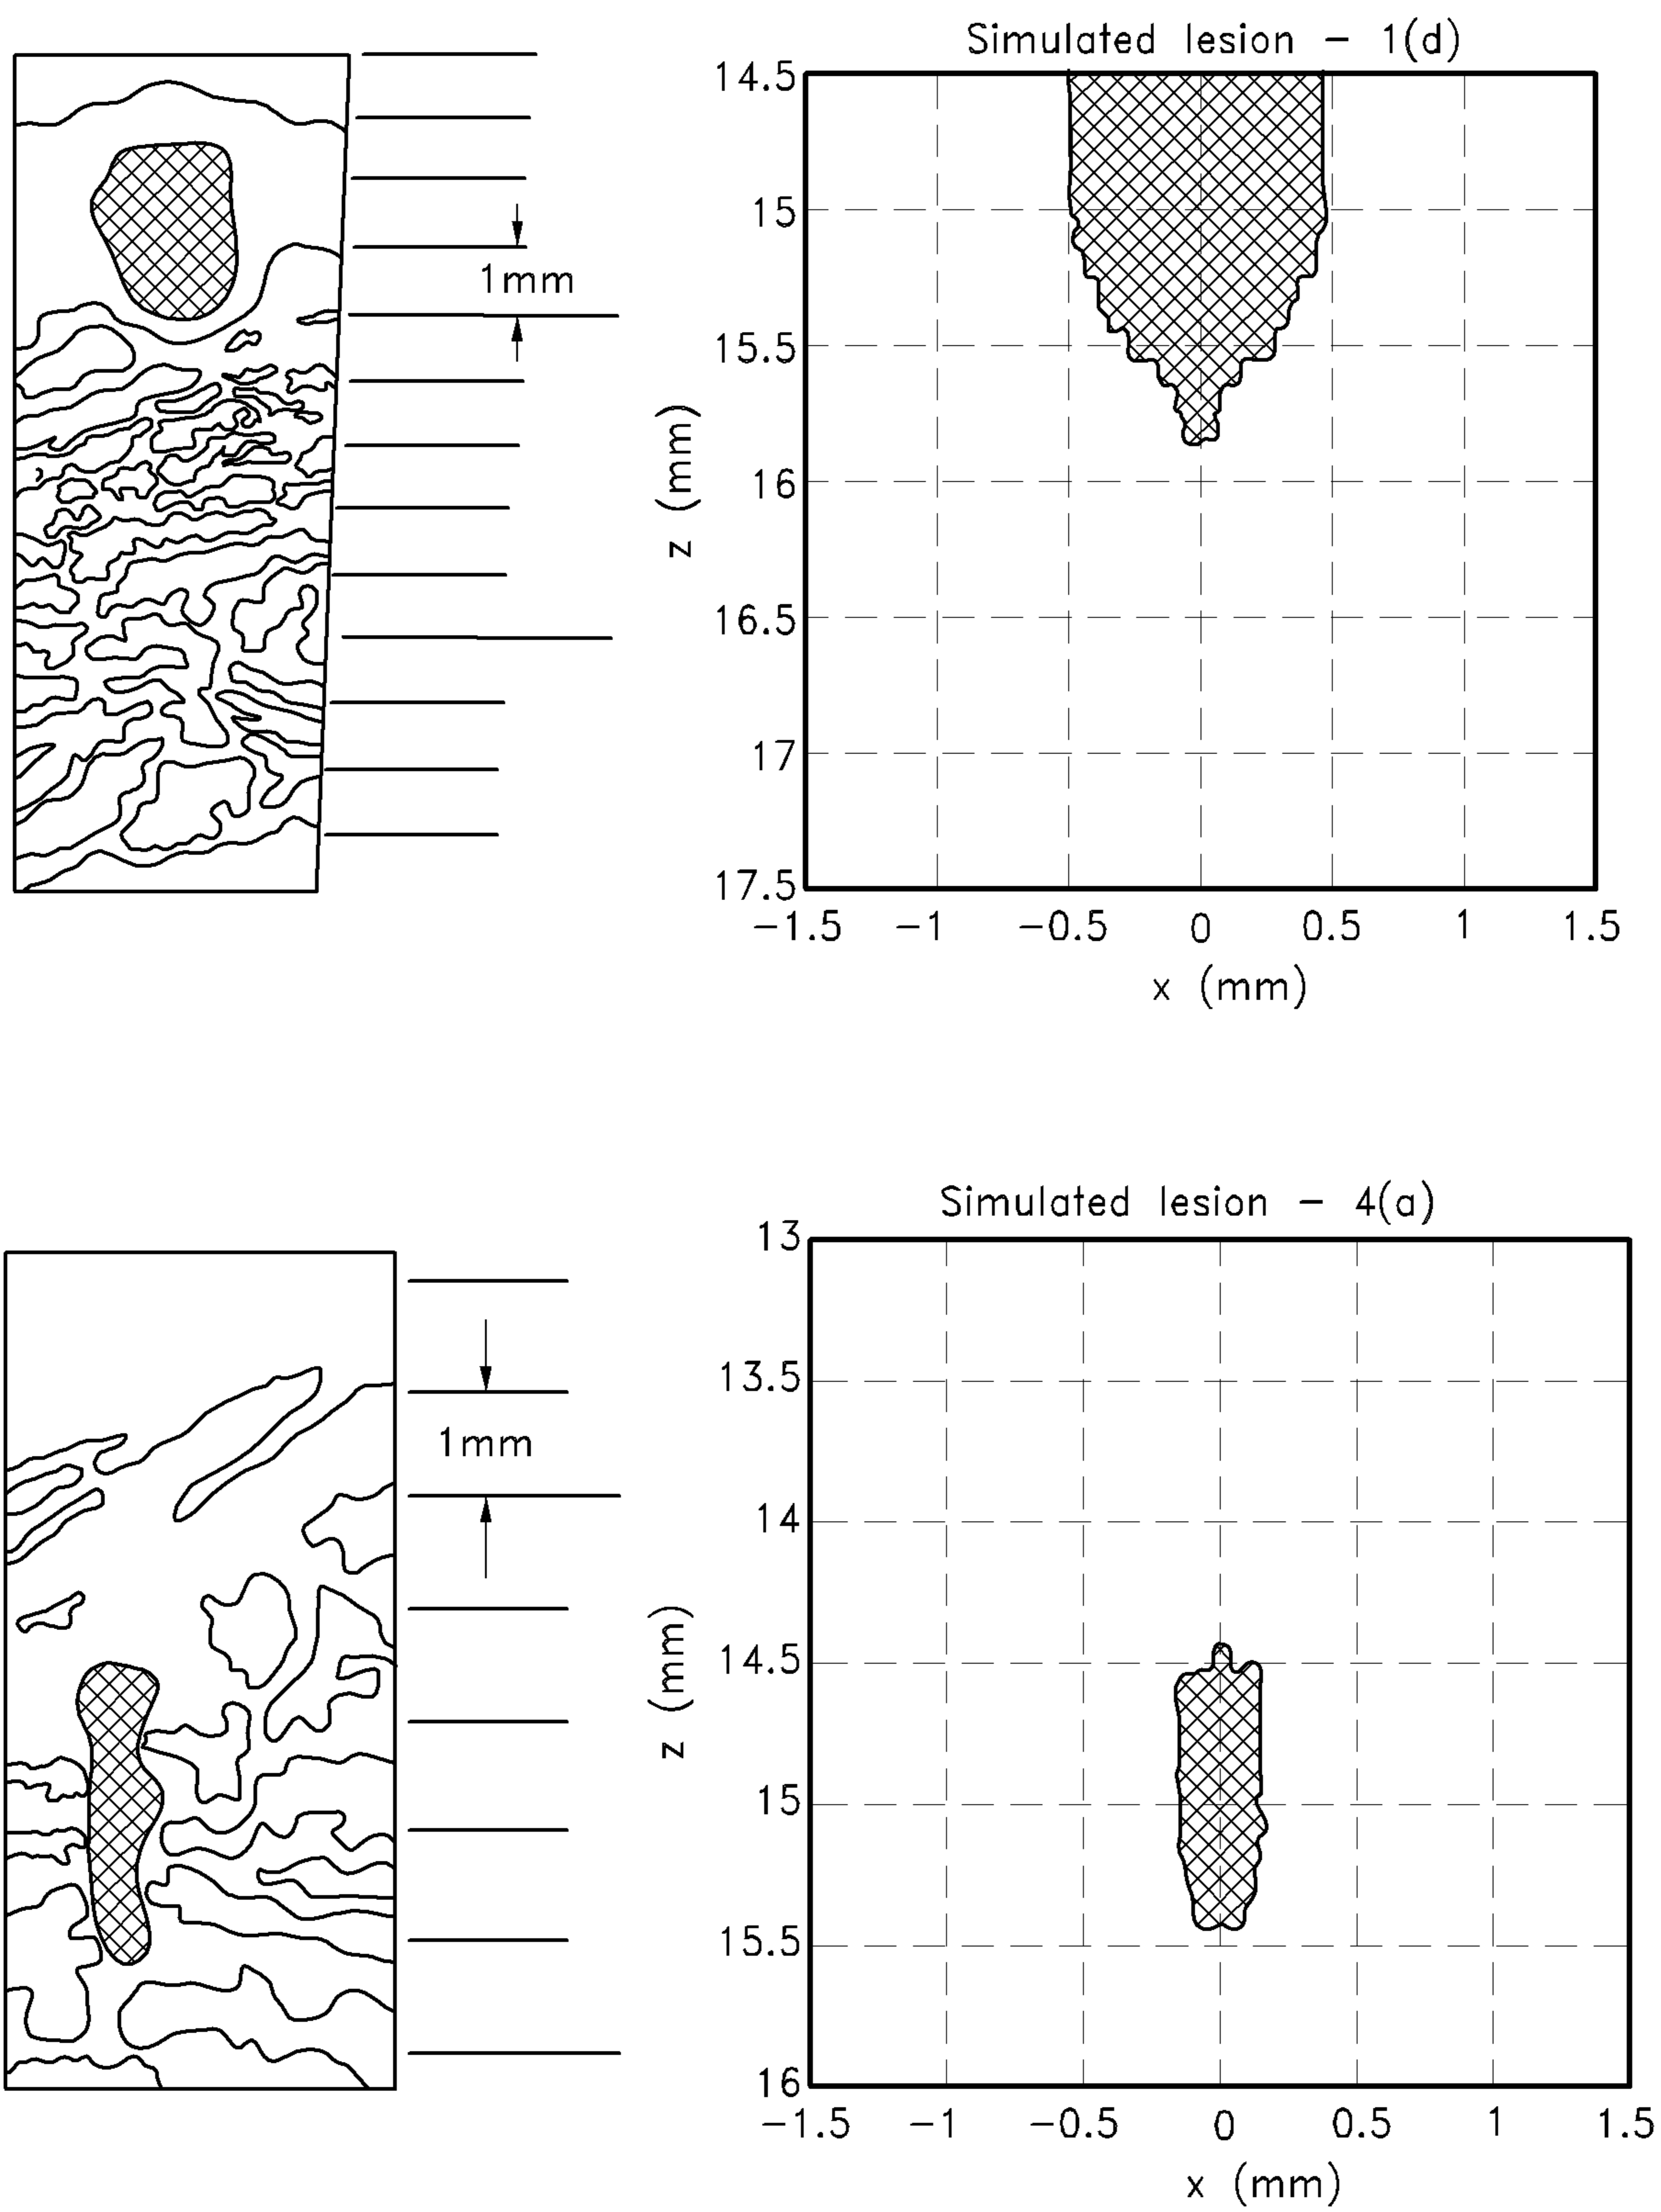 Simulated lesion - 1(d)
14.5
15
15.5
16
16.5
17
17.5
z (mm)
1mm
-1.5 -1 -0.5 0 0.5 1 1.5
x (mm)
Simulated lesion - 4(a)
13
13.5
14
14.5
15
15.5
16
z (mm)
1mm
-1.5 -1 -0.5 0 0.5 1 1.5
x (mm)